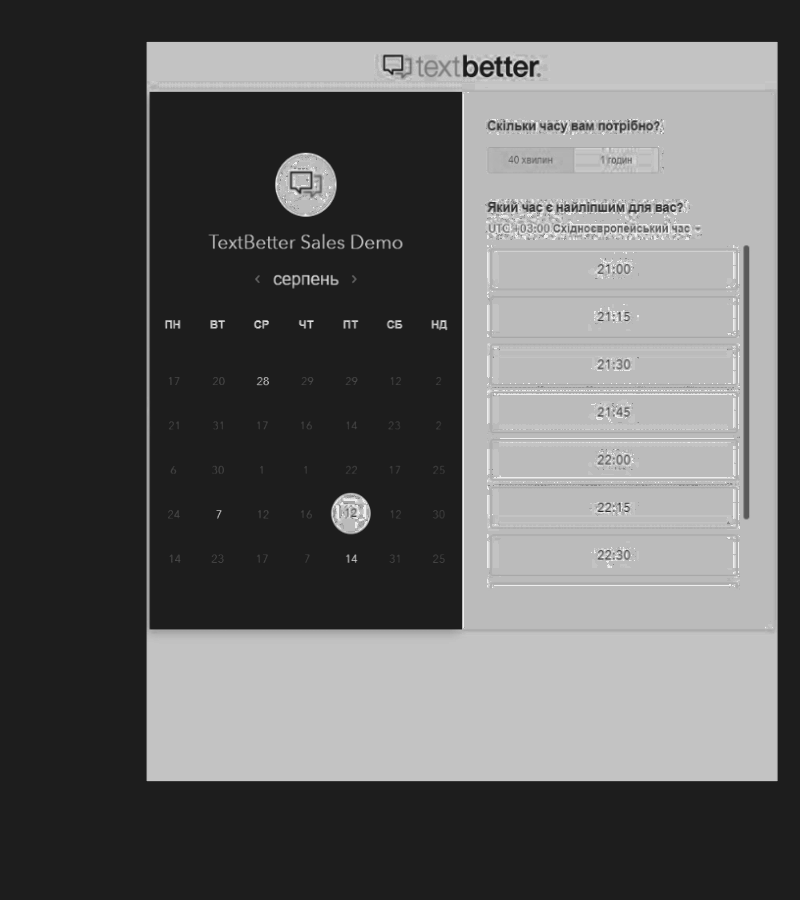 textbetter.
TextBetter Sales Demo
‹ серпень ›
ПН ВТ СР ЧТ ПТ СБ НД
17 20 28 29 29 12 2
21 31 17 16 14 23 2
6 30 1 1 22 17 25
24 7 12 16 12 12 30
14 23 17 7 14 31 25
Скільки часу вам потрібно?
40 хвилин 1 годин
Який час є найліпшим для вас?
UTC +03:00 Східноєвропейський час
21:00
21:15
21:30
21:45
22:00
22:15
22:30